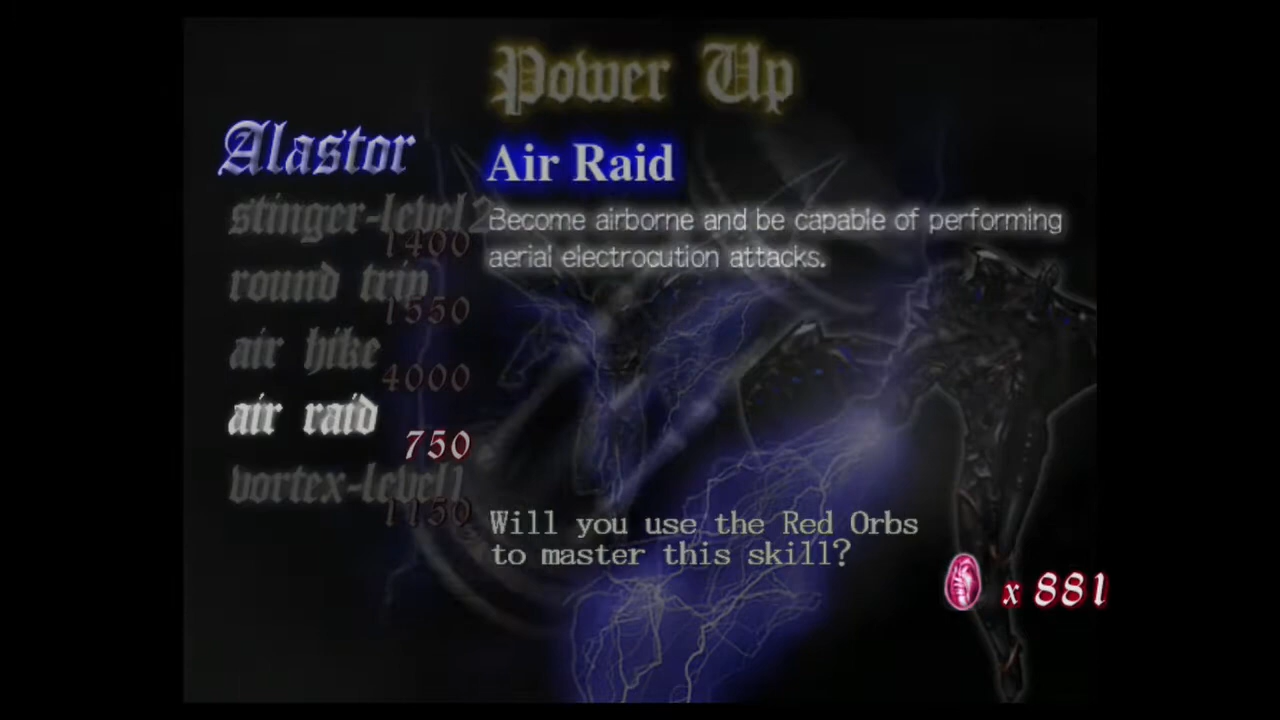 Power Up
Alastor
Air Raid
stinger-level2
1400
Become airborne and be capable of performing
aerial electrocution attacks.
round trip
1550
air hike
4000
air raid
750
vortex-level1
1150
Will you use the Red Orbs
to master this skill?
x 881